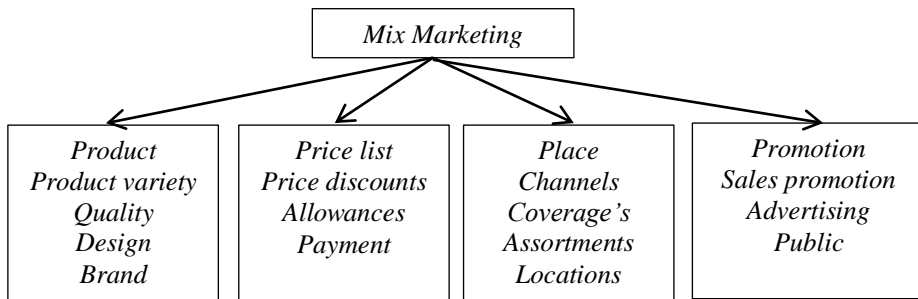 Mix Marketing
Product
Product variety
Quality
Design
Brand
Price list
Price discounts
Allowances
Payment
Place
Channels
Coverage's
Assortments
Locations
Promotion
Sales promotion
Advertising
Public